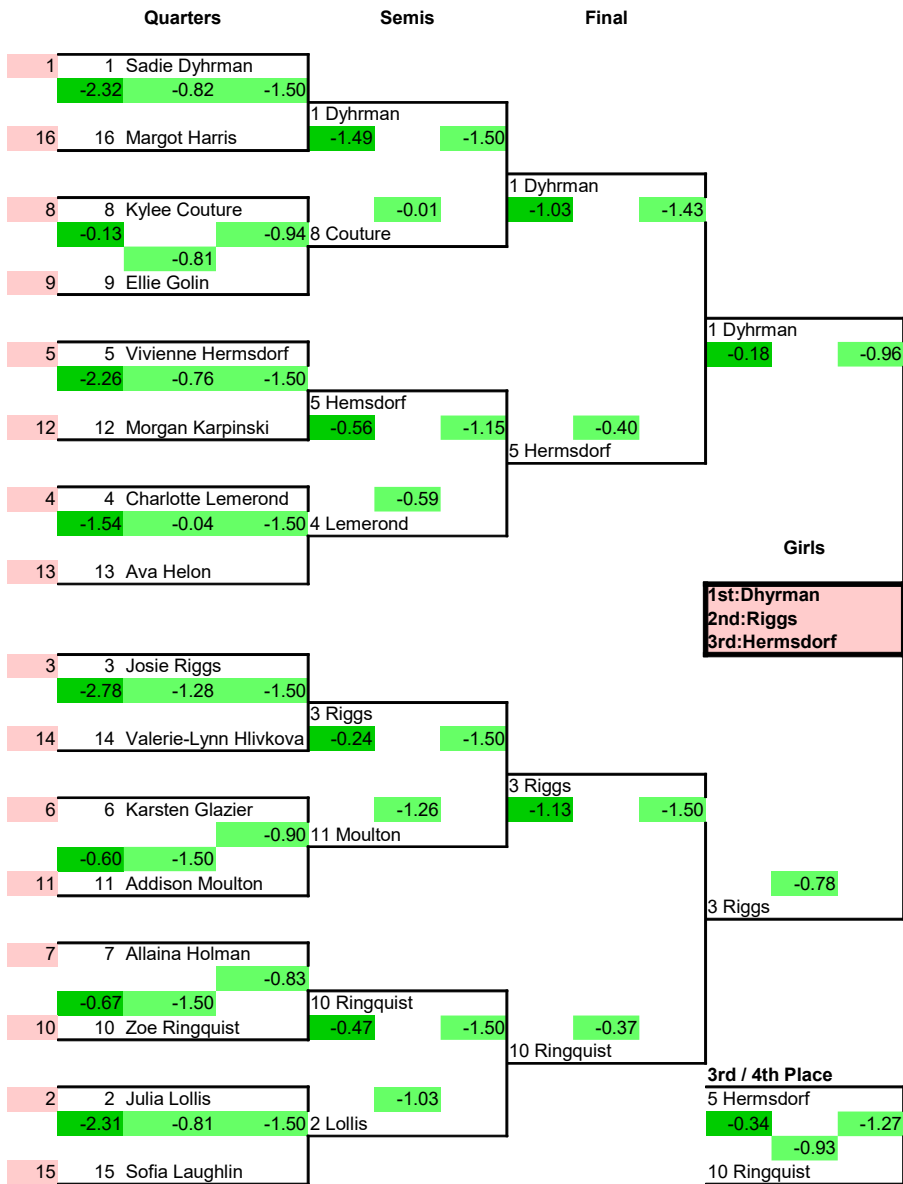 Quarters Semis Final
1 1 Sadie Dyhrman
-2.32 -0.82 -1.50
1 Dyhrman
16 16 Margot Harris -1.49 -1.50
1 Dyhrman
8 8 Kylee Couture -0.01 -1.03 -1.43
-0.13 -0.94 8 Couture
-0.81
9 9 Ellie Golin
1 Dyhrman
5 5 Vivienne Hermsdorf -0.18 -0.96
-2.26 -0.76 -1.50
5 Hemsdorf
12 12 Morgan Karpinski -0.56 -1.15 -0.40
5 Hermsdorf
4 4 Charlotte Lemerond -0.59
-1.54 -0.04 -1.50 4 Lemerond
Girls
13 13 Ava Helon
1st:Dhyrman
2nd:Riggs
3rd:Hermsdorf
3 3 Josie Riggs
-2.78 -1.28 -1.50
3 Riggs
14 14 Valerie-Lynn Hlivkova -0.24 -1.50
3 Riggs
6 6 Karsten Glazier -1.26 -1.13 -1.50
-0.90 11 Moulton
-0.60 -1.50
11 11 Addison Moulton -0.78
3 Riggs
7 7 Allaina Holman
-0.83
-0.67 -1.50 10 Ringquist
10 10 Zoe Ringquist -0.47 -1.50 -0.37
10 Ringquist
3rd / 4th Place
2 2 Julia Lollis -1.03 5 Hermsdorf
-2.31 -0.81 -1.50 2 Lollis -0.34 -1.27
-0.93
15 15 Sofia Laughlin 10 Ringquist